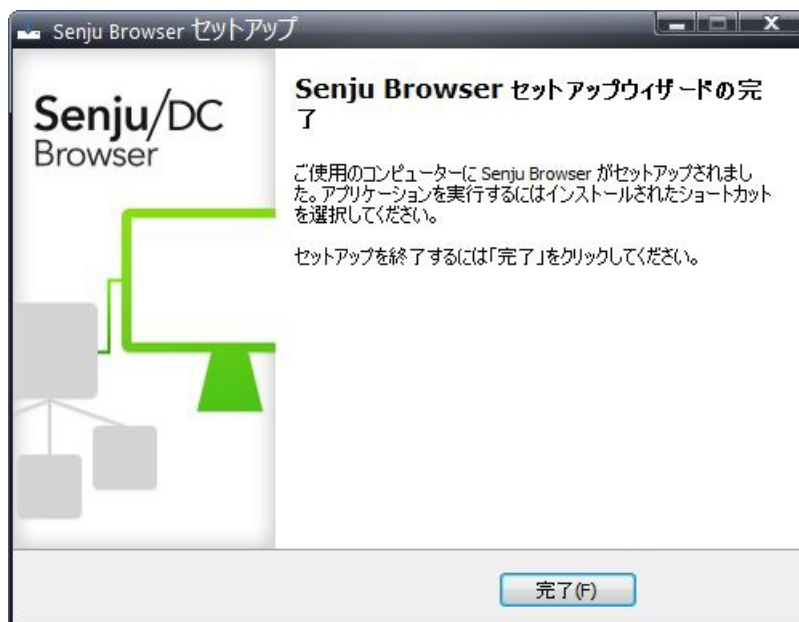 Senju Browser セットアップ
Senju/DC
Browser
Senju Browser セットアップウィザードの完
了
ご使用のコンピューターに Senju Browser がセットアップされまし
た。アプリケーションを実行するにはインストールされたショートカット
を選択してください。
セットアップを終了するには「完了」をクリックしてください。
完了(F)